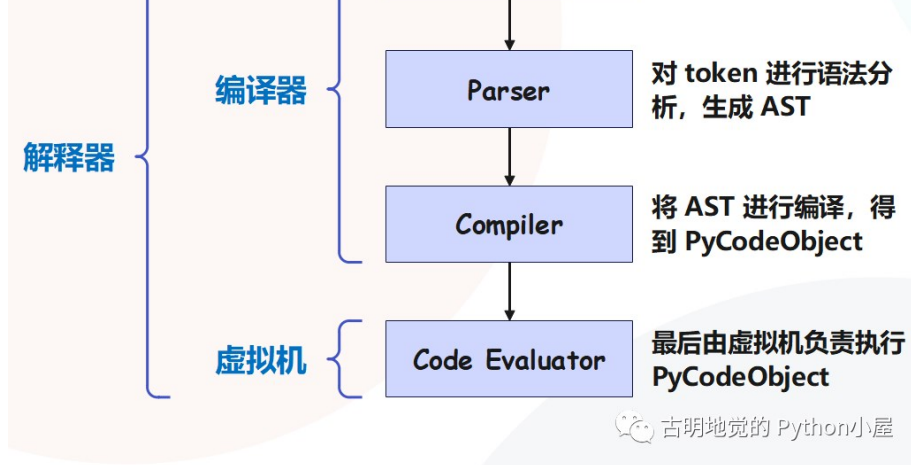 编译器
Parser
对 token 进行语法分
析，生成 AST
解释器
Compiler
将 AST 进行编译，得
到 PyCodeObject
虚拟机
Code Evaluator
最后由虚拟机负责执行
PyCodeObject
古明地觉的 Python小屋